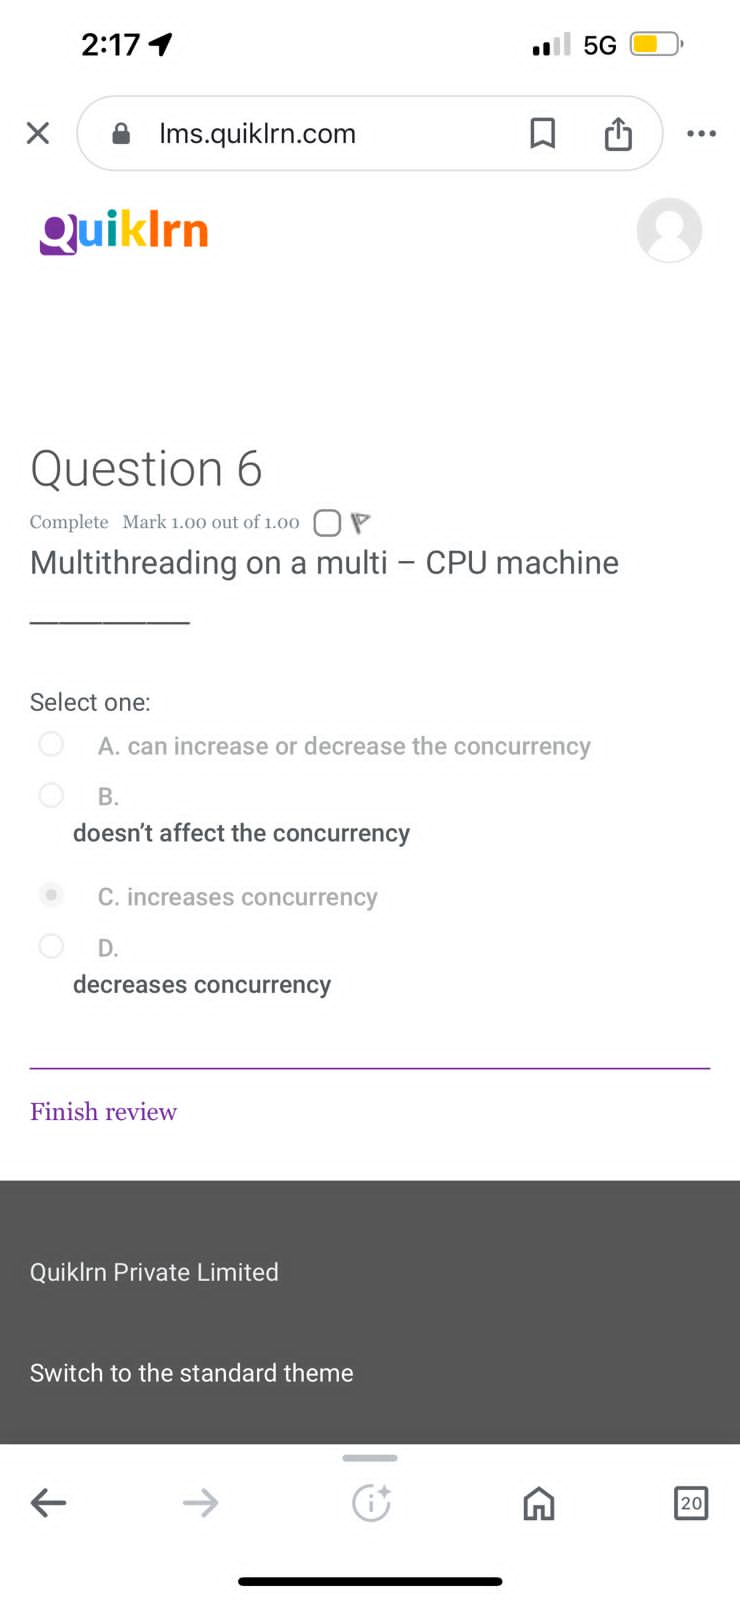 2:17
5G
lms.quiklrn.com
Quiklrn
Question 6
Complete Mark 1.00 out of 1.00
Multithreading on a multi – CPU machine
___________
Select one:
A. can increase or decrease the concurrency
B.
doesn’t affect the concurrency
C. increases concurrency
D.
decreases concurrency
Finish review
Quiklrn Private Limited
Switch to the standard theme
20